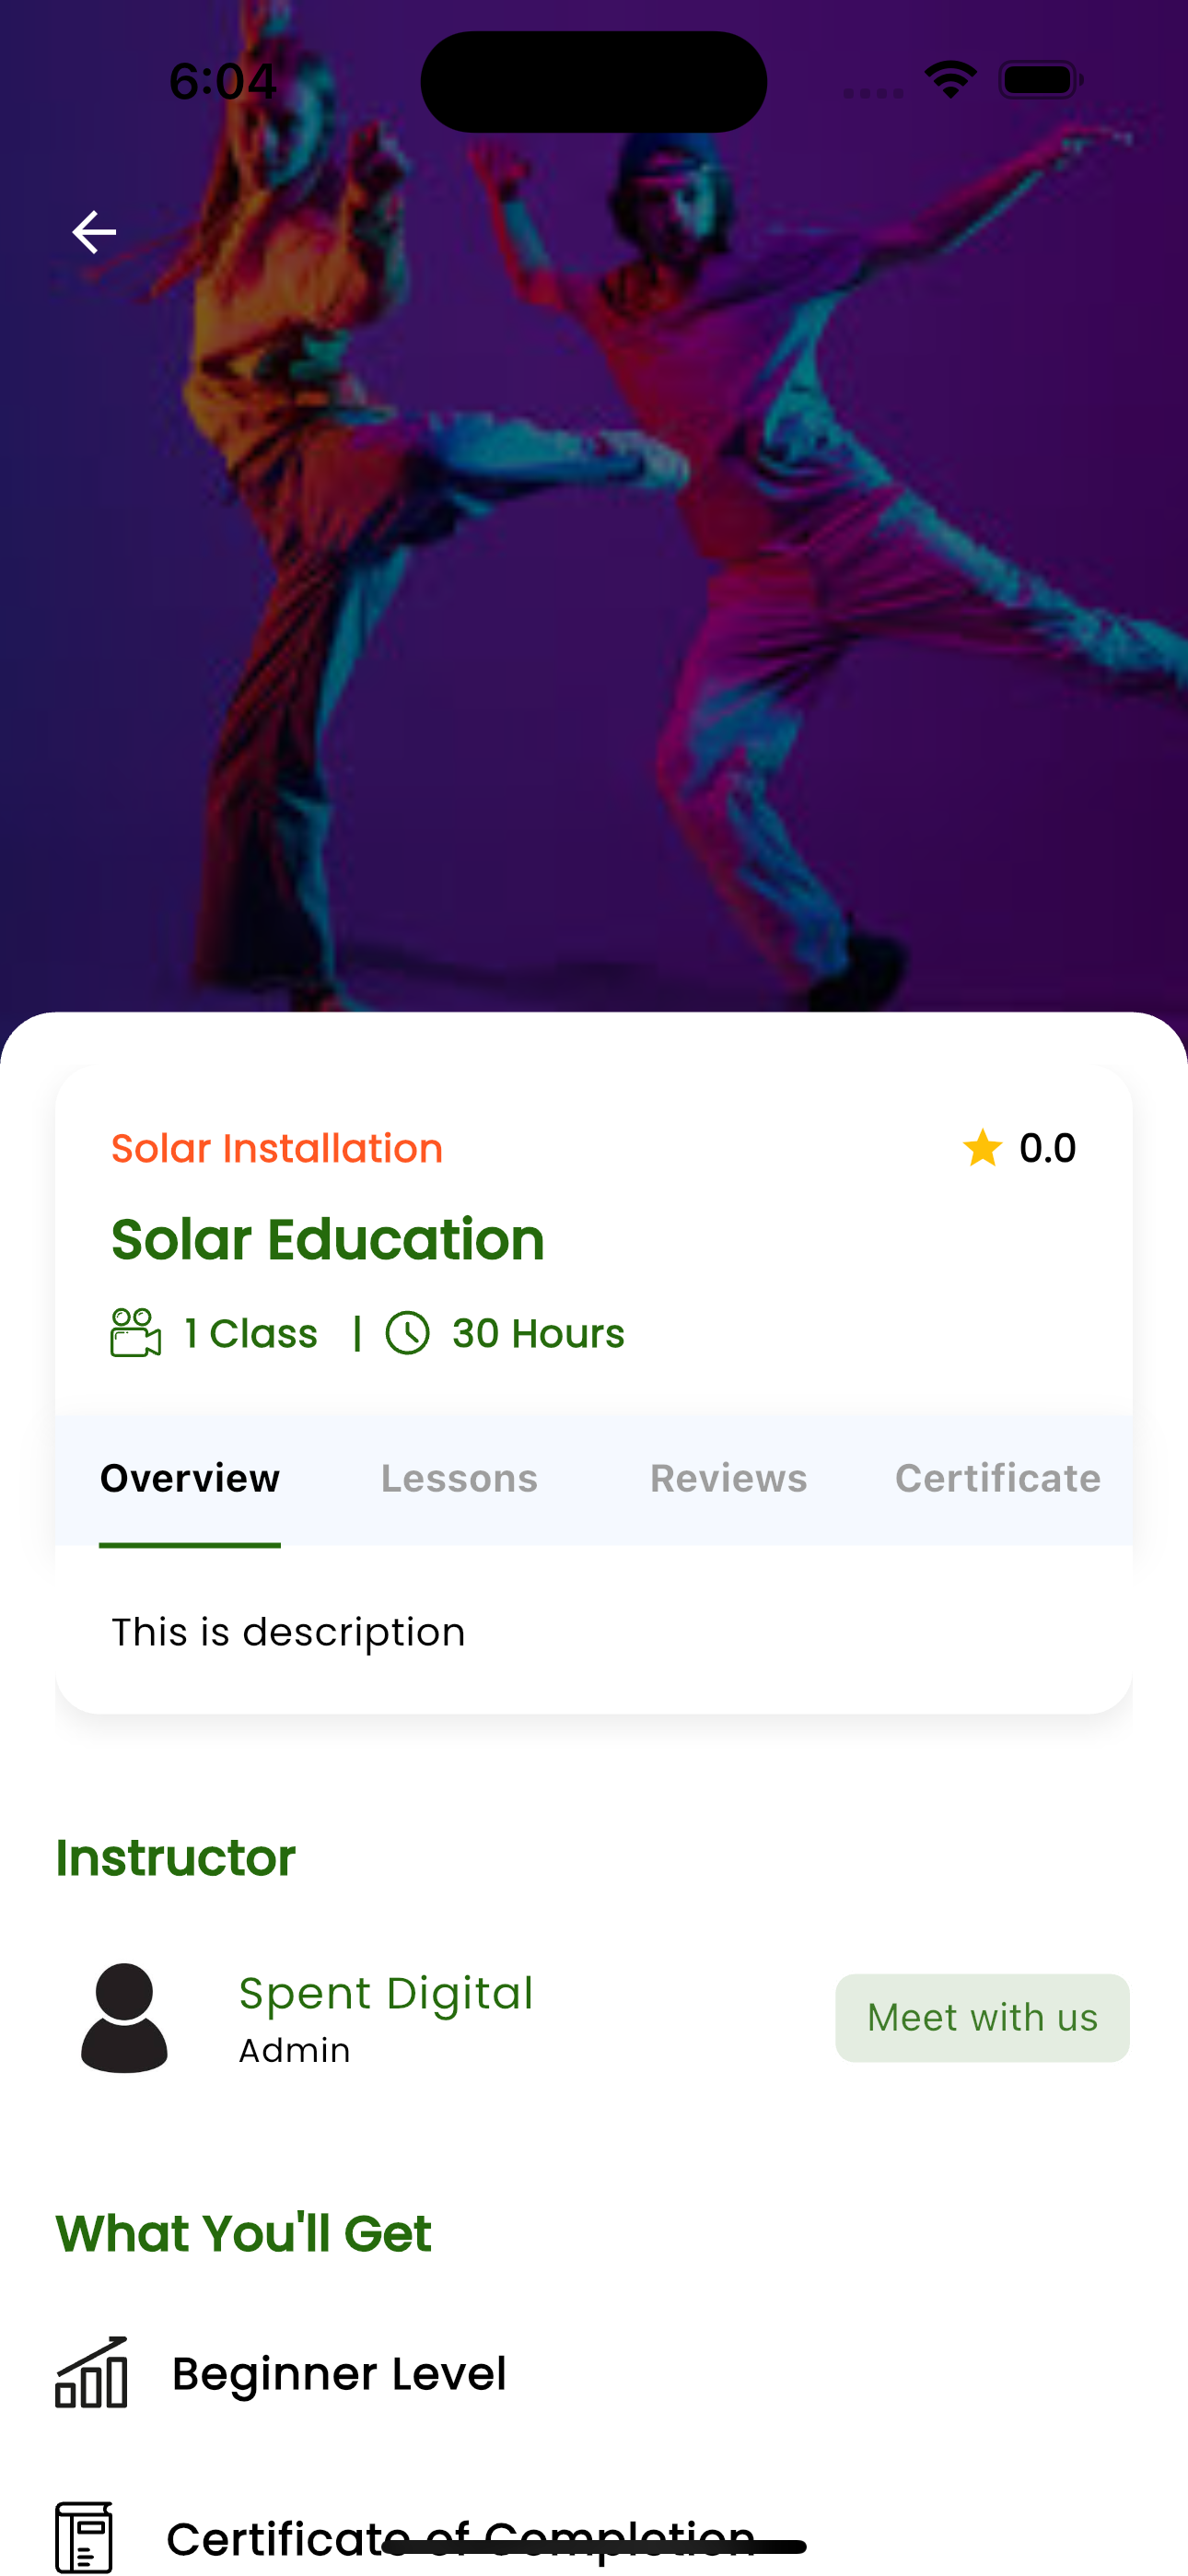 6:04
Solar Installation
0.0
Solar Education
1 Class | 30 Hours
Overview Lessons Reviews Certificate
This is description
Instructor
Spent Digital
Admin
Meet with us
What You'll Get
Beginner Level
Certificate of Completion